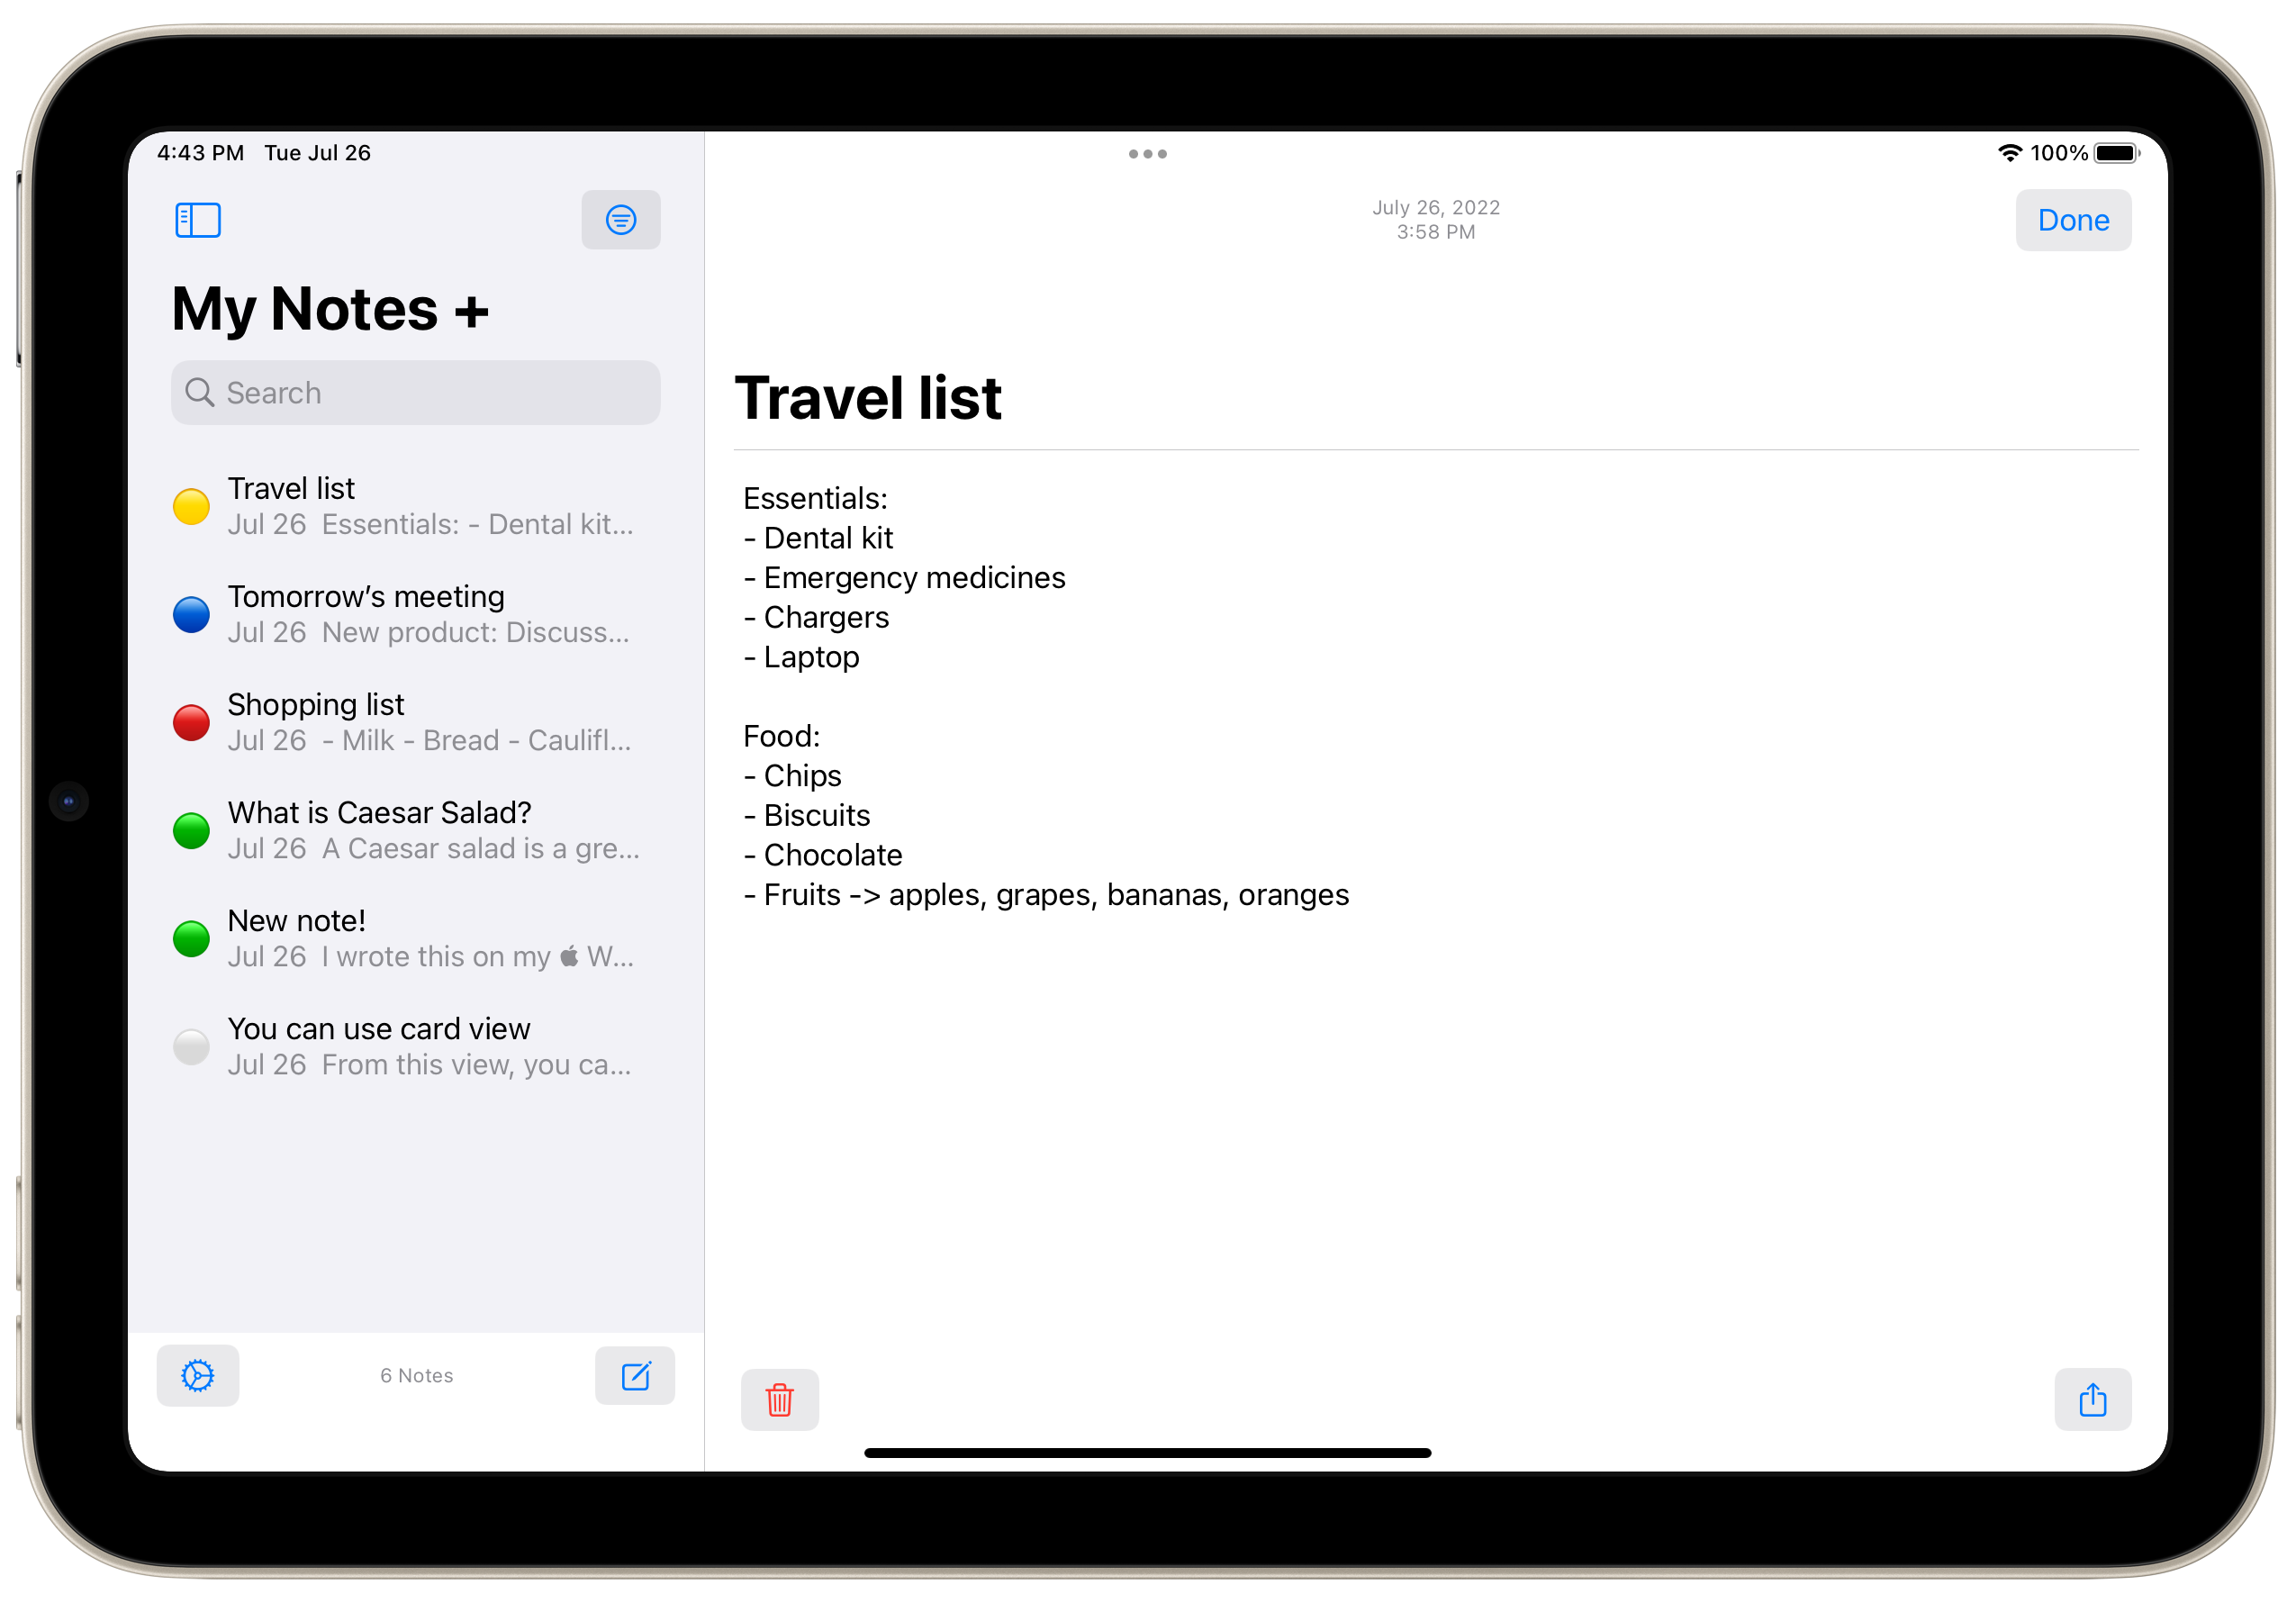 4:43 PM Tue Jul 26
100%
My Notes +
Search
Travel list
Jul 26 Essentials: - Dental kit...
Tomorrow’s meeting
Jul 26 New product: Discuss...
Shopping list
Jul 26 - Milk - Bread - Caulifl...
What is Caesar Salad?
Jul 26 A Caesar salad is a gre...
New note!
Jul 26 I wrote this on my  W...
You can use card view
Jul 26 From this view, you ca...
6 Notes
July 26, 2022
3:58 PM
Done
Travel list
Essentials:
- Dental kit
- Emergency medicines
- Chargers
- Laptop
Food:
- Chips
- Biscuits
- Chocolate
- Fruits -> apples, grapes, bananas, oranges